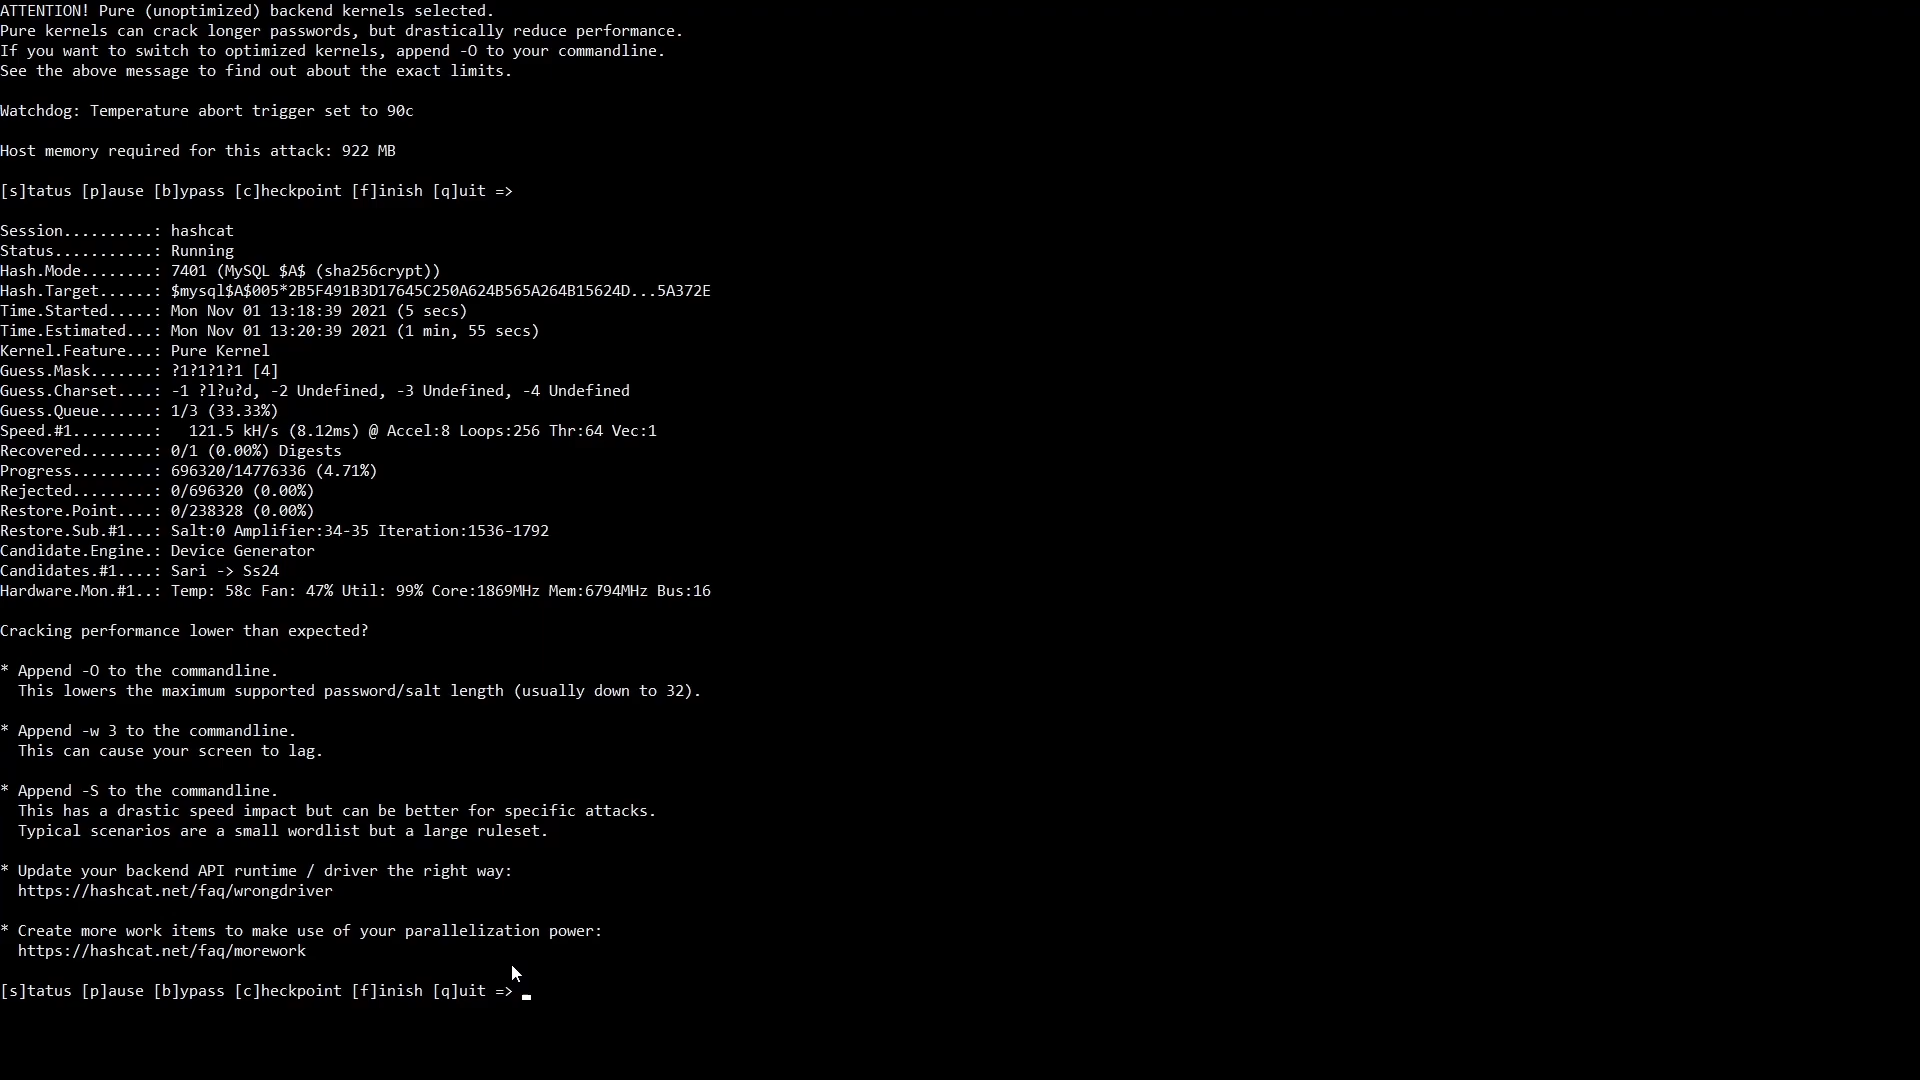 ATTENTION! Pure (unoptimized) backend kernels selected.
Pure kernels can crack longer passwords, but drastically reduce performance.
If you want to switch to optimized kernels, append -O to your commandline.
See the above message to find out about the exact limits.
Watchdog: Temperature abort trigger set to 90c
Host memory required for this attack: 922 MB
[s]tatus [p]ause [b]ypass [c]heckpoint [f]inish [q]uit =>
Session..........: hashcat
Status...........: Running
Hash.Mode........: 7401 (MySQL $A$ (sha256crypt))
Hash.Target......: $mysql$A$005*2B5F491B3D17645C250A624B565A264B15624D...5A372E
Time.Started.....: Mon Nov 01 13:18:39 2021 (5 secs)
Time.Estimated...: Mon Nov 01 13:20:39 2021 (1 min, 55 secs)
Kernel.Feature...: Pure Kernel
Guess.Mask.......: ?1?1?1?1 [4]
Guess.Charset....: -1 ?l?u?d, -2 Undefined, -3 Undefined, -4 Undefined
Guess.Queue......: 1/3 (33.33%)
Speed.#1.........:   121.5 kH/s (8.12ms) @ Accel:8 Loops:256 Thr:64 Vec:1
Recovered........: 0/1 (0.00%) Digests
Progress.........: 696320/14776336 (4.71%)
Rejected.........: 0/696320 (0.00%)
Restore.Point....: 0/238328 (0.00%)
Restore.Sub.#1...: Salt:0 Amplifier:34-35 Iteration:1536-1792
Candidate.Engine.: Device Generator
Candidates.#1....: Sari -> Ss24
Hardware.Mon.#1..: Temp: 58c Fan: 47% Util: 99% Core:1869MHz Mem:6794MHz Bus:16
Cracking performance lower than expected?
* Append -O to the commandline.
This lowers the maximum supported password/salt length (usually down to 32).
* Append -w 3 to the commandline.
This can cause your screen to lag.
* Append -S to the commandline.
This has a drastic speed impact but can be better for specific attacks.
Typical scenarios are a small wordlist but a large ruleset.
* Update your backend API runtime / driver the right way:
https://hashcat.net/faq/wrongdriver
* Create more work items to make use of your parallelization power:
https://hashcat.net/faq/morework
[s]tatus [p]ause [b]ypass [c]heckpoint [f]inish [q]uit =>